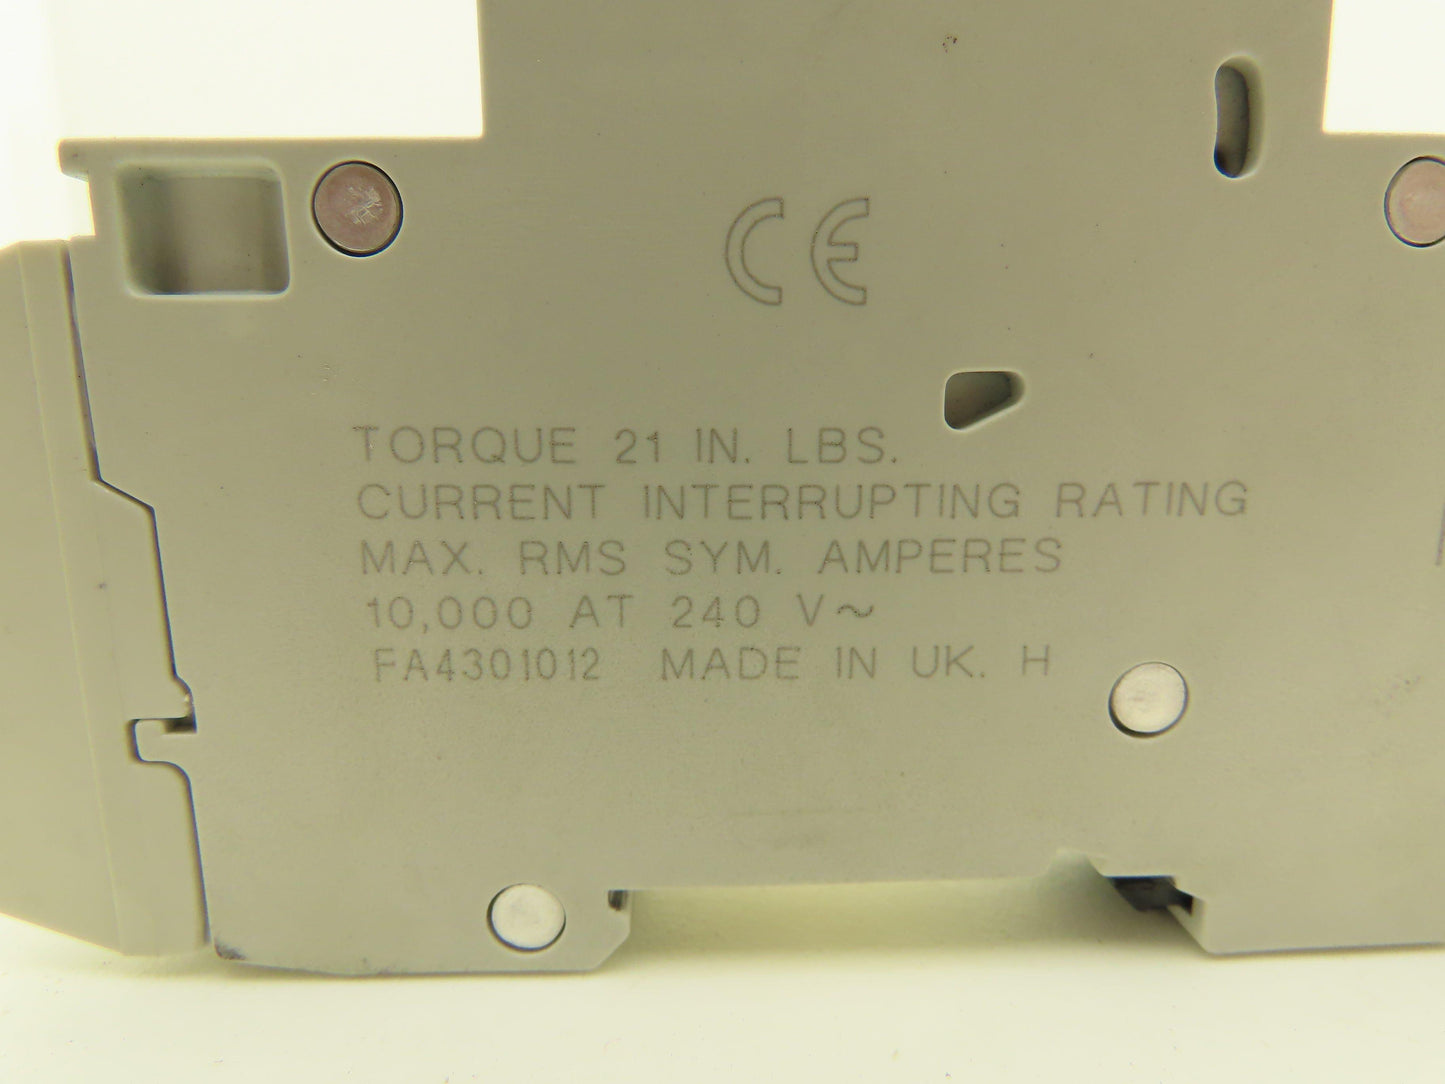 CE
TORQUE 21 IN. LBS.
CURRENT INTERRUPTING RATING
MAX. RMS SYM. AMPERES
10,000 AT 240 V~
FA4301012 MADE IN UK. H